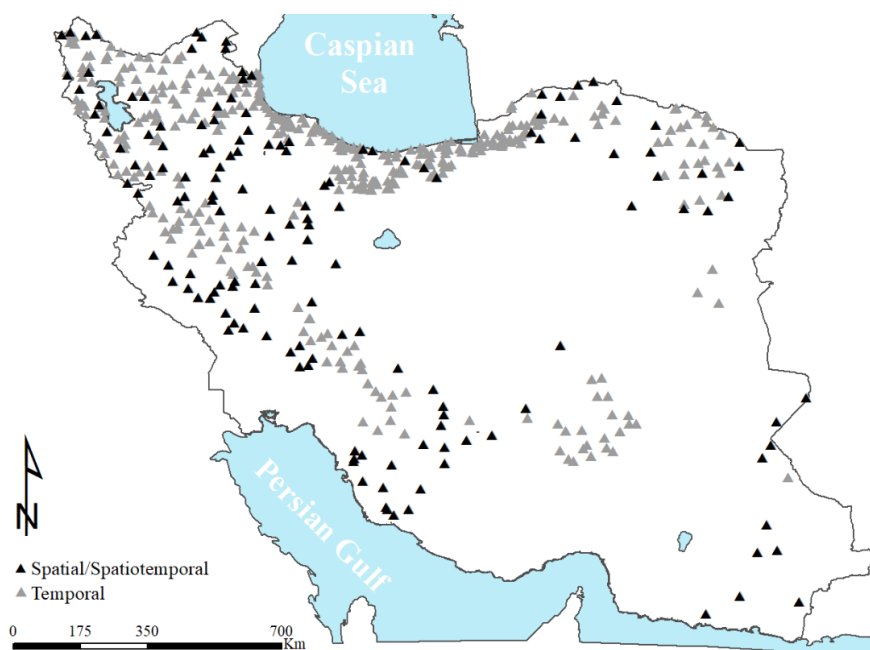 Caspian
Sea
Persian Gulf
N
Spatial/Spatiotemporal
Temporal
0 175 350 700
Km